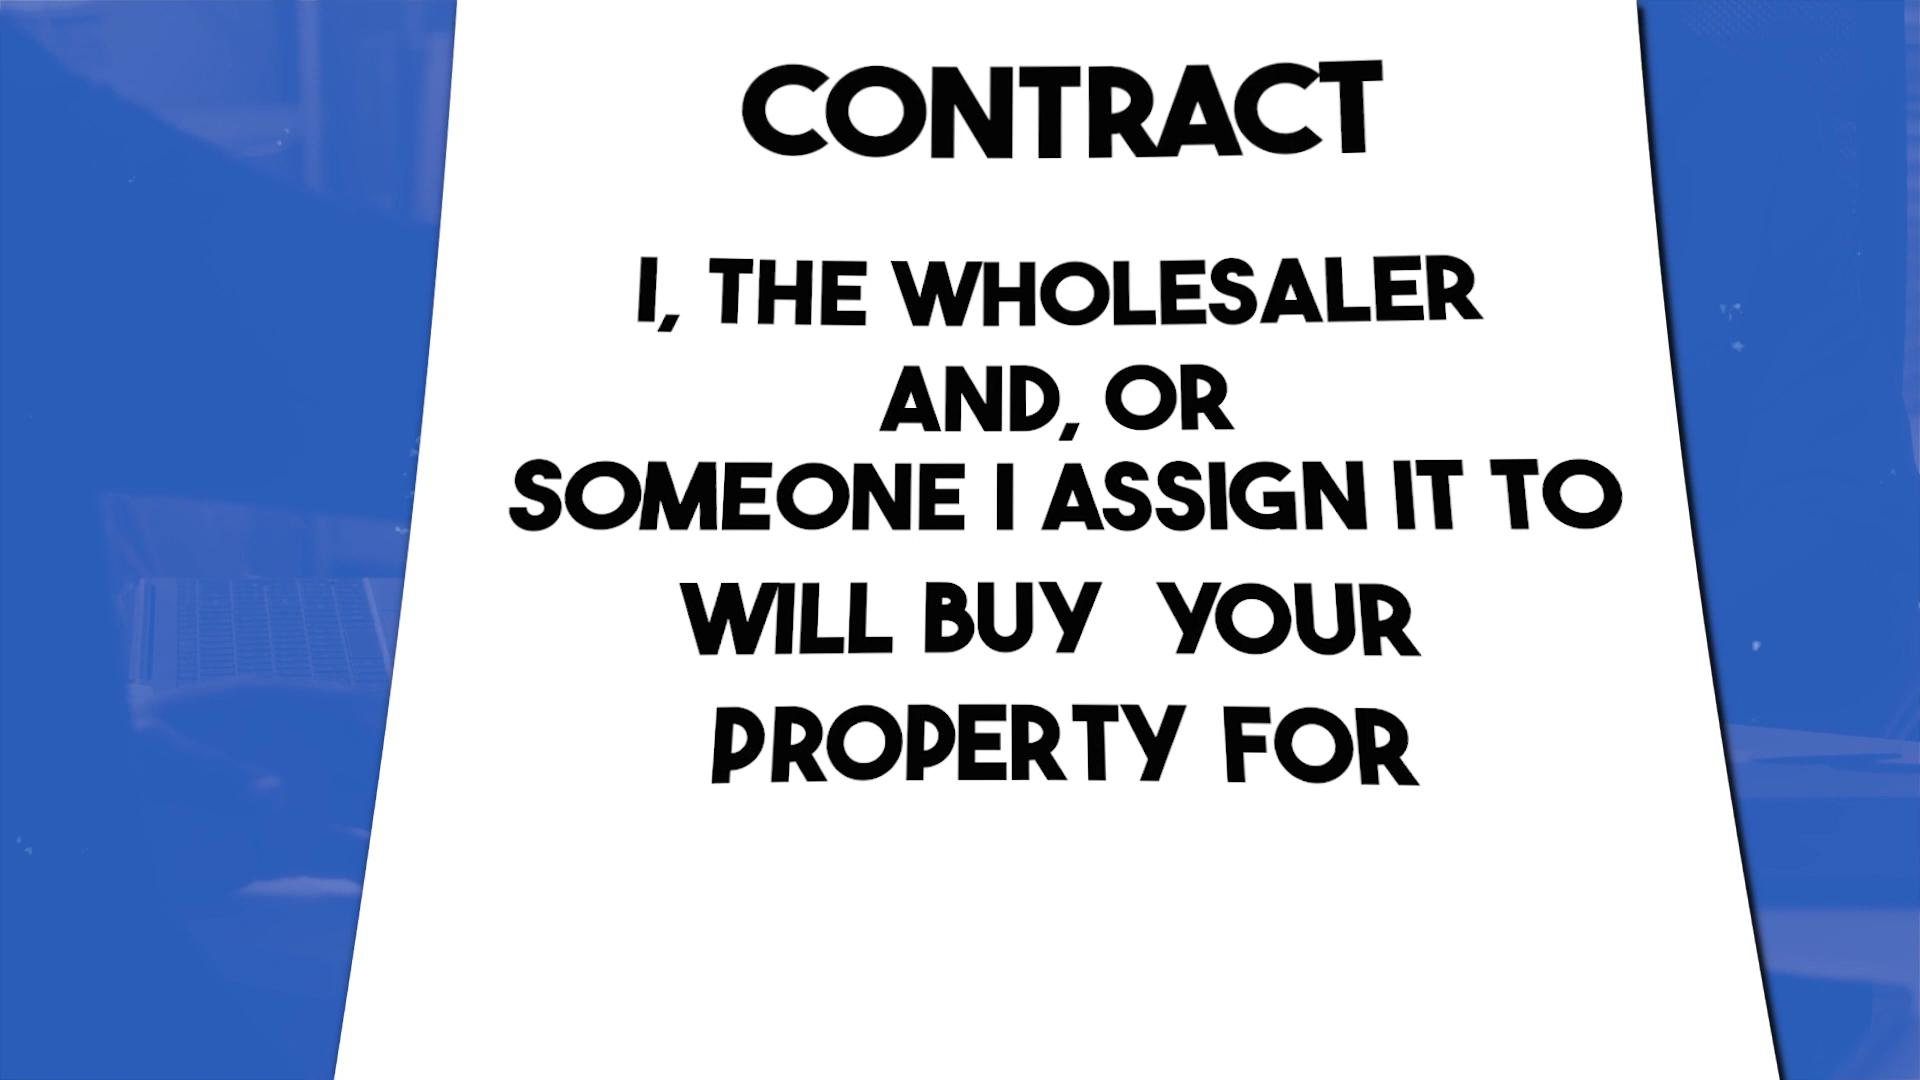 CONTRACT
I, THE WHOLESALER
AND, OR
SOMEONE I ASSIGN IT TO
WILL BUY YOUR
PROPERTY FOR